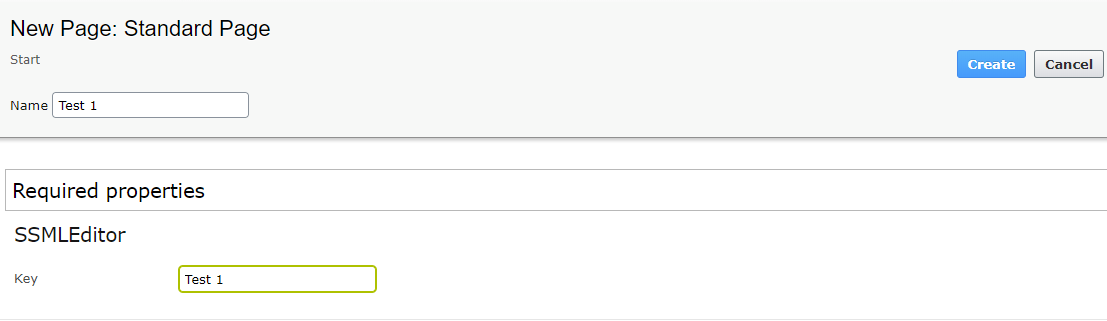 New Page: Standard Page
Start
Create Cancel
Name Test 1
Required properties
SSMLEditor
Key Test 1